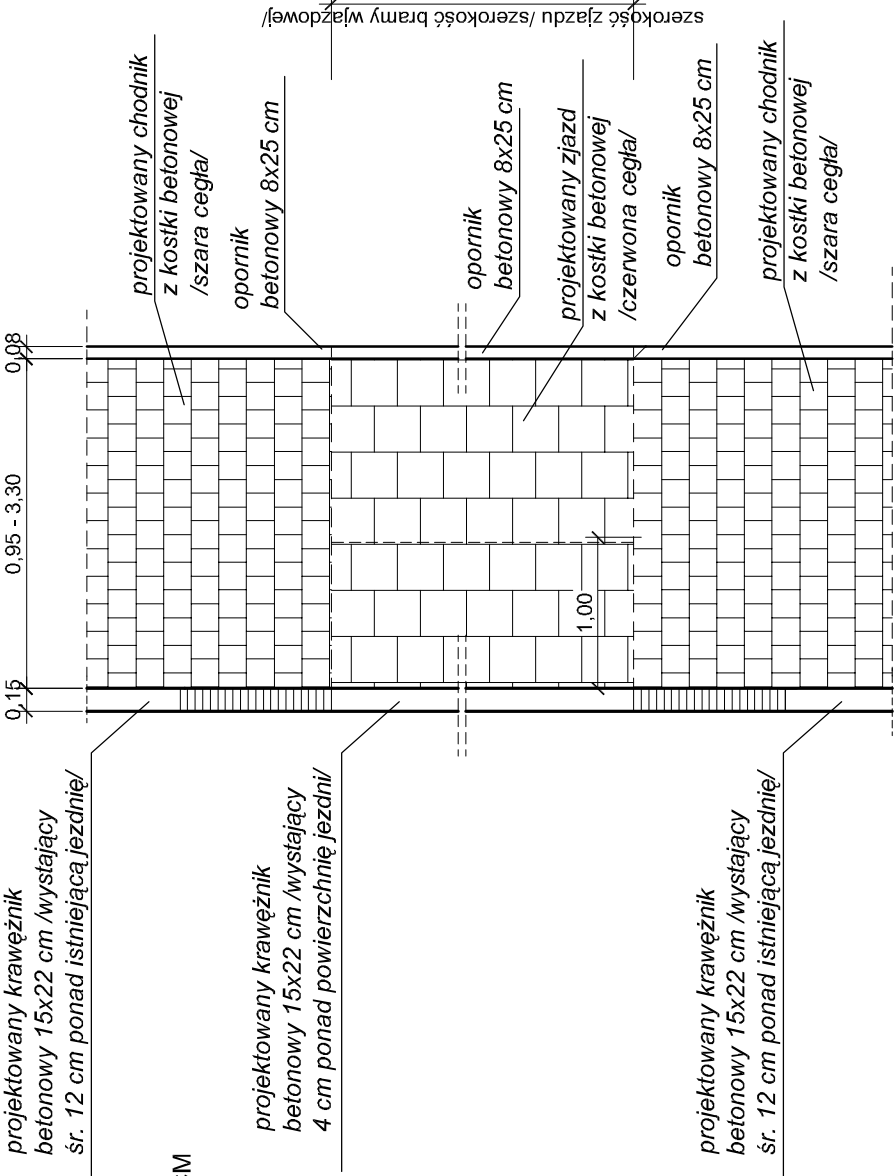 szerokość zjazdu /szerokość bramy wjazdowej/
projektowany chodnik
z kostki betonowej
/szara cegła/
opornik
betonowy 8x25 cm
opornik
betonowy 8x25 cm
projektowany zjazd
z kostki betonowej
/czerwona cegła/
opornik
betonowy 8x25 cm
projektowany chodnik
z kostki betonowej
/szara cegła/
0,08
0,95 - 3,30
0,15
1,00
projektowany krawężnik
betonowy 15x22 cm /wystający
śr. 12 cm ponad istniejącą jezdnię/
projektowany krawężnik
betonowy 15x22 cm /wystający
4 cm ponad powierzchnię jezdni/
projektowany krawężnik
betonowy 15x22 cm /wystający
śr. 12 cm ponad istniejącą jezdnię/